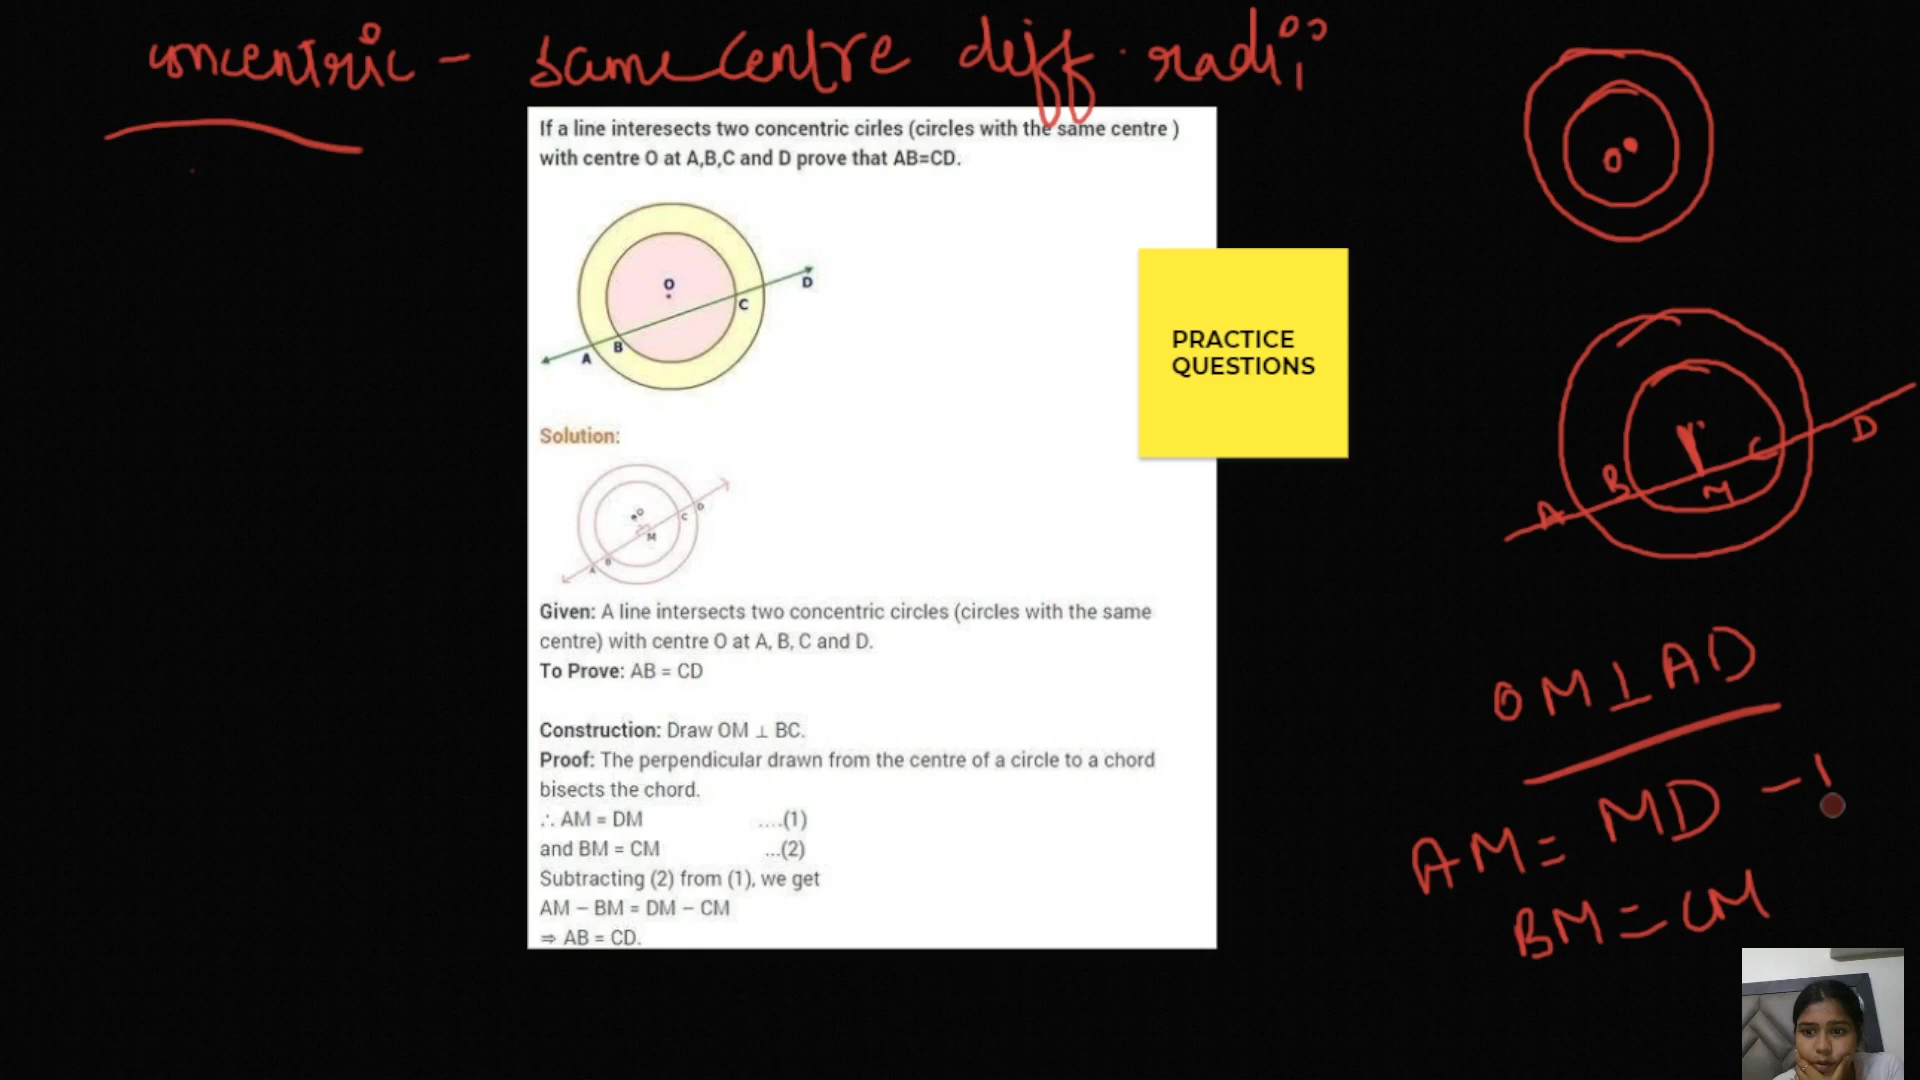 concentric - same centre diff. radii
If a line interesects two concentric cirles (circles with the same centre )
with centre O at A,B,C and D prove that AB=CD.
O
D
C
B
A
PRACTICE
QUESTIONS
Solution:
O
D
C
M
B
A
Given: A line intersects two concentric circles (circles with the same
centre) with centre O at A, B, C and D.
To Prove: AB = CD
Construction: Draw OM ⊥ BC.
Proof: The perpendicular drawn from the centre of a circle to a chord
bisects the chord.
∴ AM = DM ....(1)
and BM = CM ...(2)
Subtracting (2) from (1), we get
AM – BM = DM – CM
⇒ AB = CD.
O
D
C
B
M
A
OM⊥AD
AM = MD - 1
BM = CM